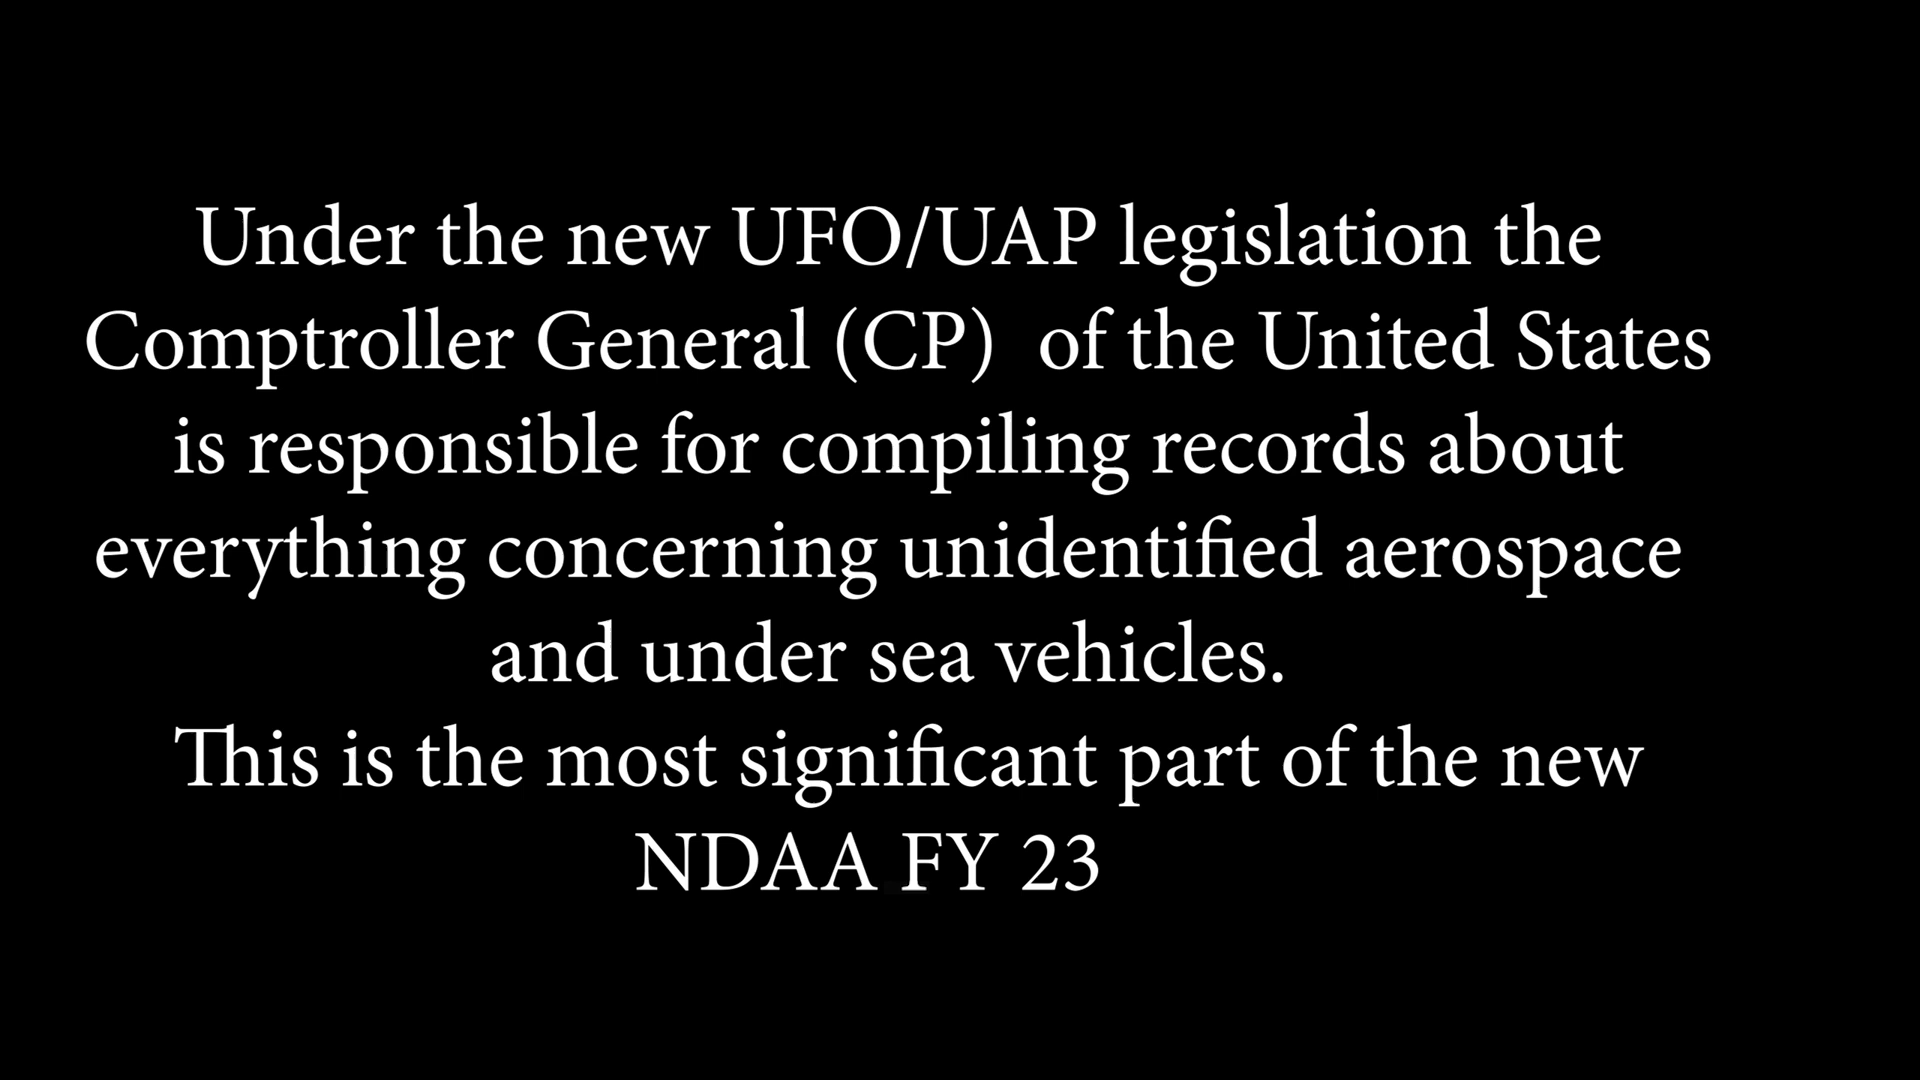 Under the new UFO/UAP legislation the
Comptroller General (CP) of the United States
is responsible for compiling records about
everything concerning unidentified aerospace
and under sea vehicles.
This is the most significant part of the new
NDAA FY 23